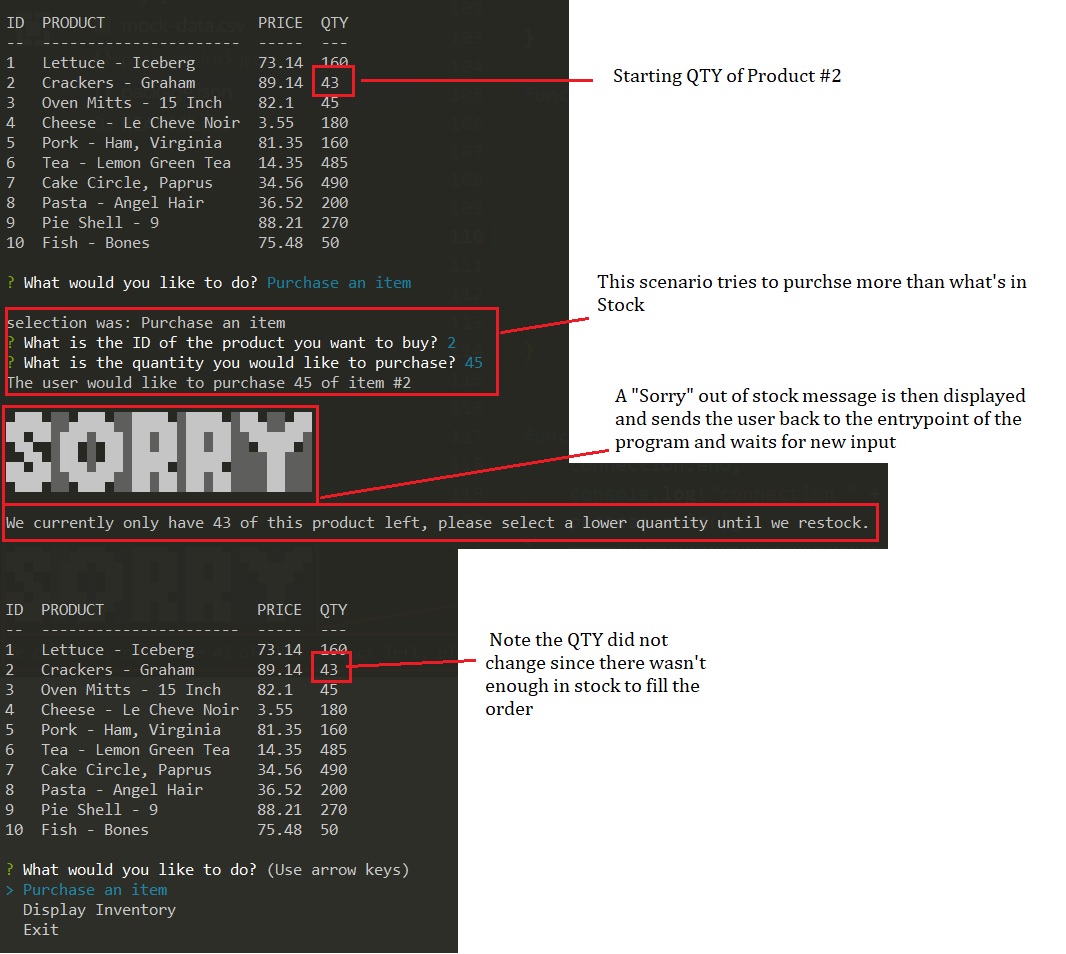 ID PRODUCT PRICE QTY
-- ---------------------- ----- ---
1 Lettuce - Iceberg 73.14 160
2 Crackers - Graham 89.14 43
3 Oven Mitts - 15 Inch 82.1 45
4 Cheese - Le Cheve Noir 3.55 180
5 Pork - Ham, Virginia 81.35 160
6 Tea - Lemon Green Tea 14.35 485
7 Cake Circle, Paprus 34.56 490
8 Pasta - Angel Hair 36.52 200
9 Pie Shell - 9 88.21 270
10 Fish - Bones 75.48 50
Starting QTY of Product #2
? What would you like to do? Purchase an item
This scenario tries to purchse more than what's in
Stock
selection was: Purchase an item
? What is the ID of the product you want to buy? 2
? What is the quantity you would like to purchase? 45
The user would like to purchase 45 of item #2
A "Sorry" out of stock message is then displayed
and sends the user back to the entrypoint of the
program and waits for new input
SORRY
We currently only have 43 of this product left, please select a lower quantity until we restock.
ID PRODUCT PRICE QTY
-- ---------------------- ----- ---
1 Lettuce - Iceberg 73.14 160
2 Crackers - Graham 89.14 43
3 Oven Mitts - 15 Inch 82.1 45
4 Cheese - Le Cheve Noir 3.55 180
5 Pork - Ham, Virginia 81.35 160
6 Tea - Lemon Green Tea 14.35 485
7 Cake Circle, Paprus 34.56 490
8 Pasta - Angel Hair 36.52 200
9 Pie Shell - 9 88.21 270
10 Fish - Bones 75.48 50
Note the QTY did not
change since there wasn't
enough in stock to fill the
order
? What would you like to do? (Use arrow keys)
> Purchase an item
Display Inventory
Exit